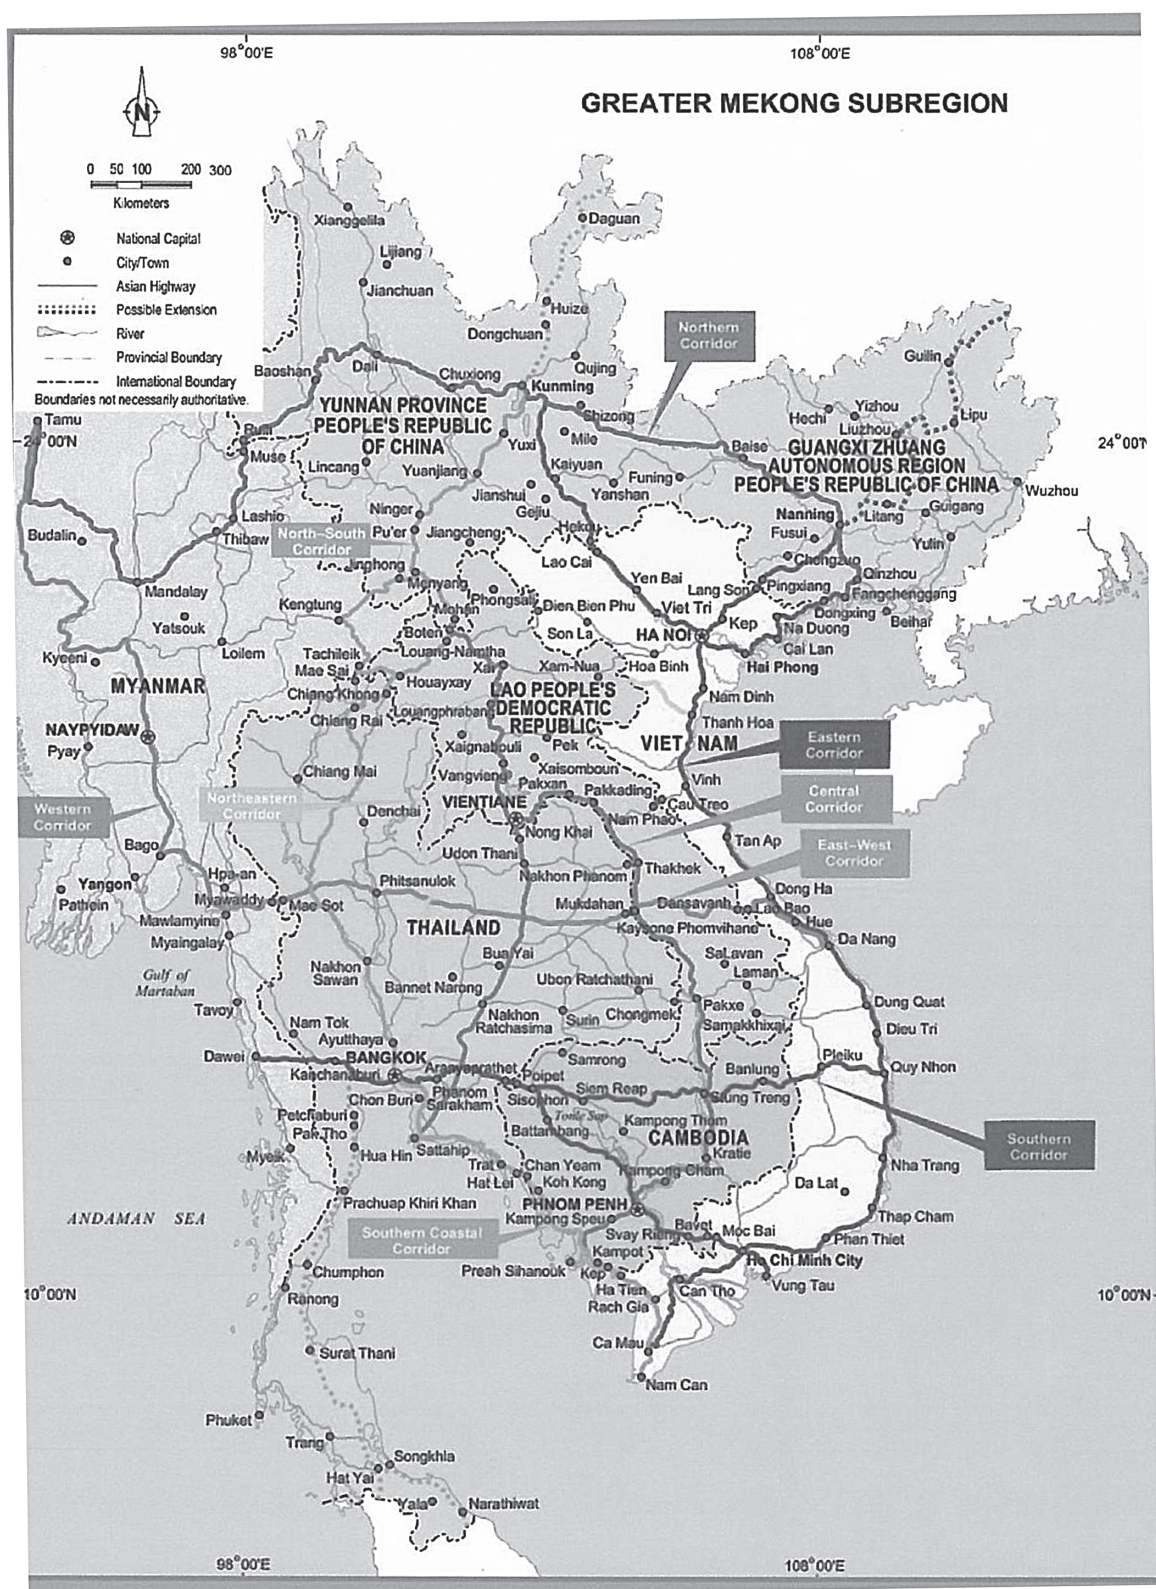 98°00'E
108°00'E
GREATER MEKONG SUBREGION
N
0 50 100 200 300
Kilometers
National Capital
City/Town
Asian Highway
Possible Extension
River
Provincial Boundary
International Boundary
Boundaries not necessarily authoritative.
Xianggelila
Daguan
Lijiang
Jianchuan
Huize
Dongchuan
Northern
Corridor
Guilin
Baoshan
Dali
Qujing
Chuxiong
Kunming
YUNNAN PROVINCE
PEOPLE'S REPUBLIC
OF CHINA
Shizong
Hechi
Yizhou
Lipu
Liuzhou
Tamu
24°00'N
24°00'N
Ruili
Muse
Yuxi
Mile
Baise
GUANGXI ZHUANG
AUTONOMOUS REGION
PEOPLE'S REPUBLIC OF CHINA
Lincang
Yuanjiang
Kaiyuan
Funing
Yanshan
Jianshui
Gejiu
Wuzhou
Ninger
Nanning
Litang
Guigang
Lashio
Budalin
Thibaw
North–South
Corridor
Pu'er
Jiangcheng
Hekou
Fusui
Yulin
Lao Cai
Chongzuo
Jinghong
Mengyang
Yen Bai
Lang Son
Pingxiang
Qinzhou
Mandalay
Kengtung
Phongsali
Dien Bien Phu
Viet Tri
Fangchenggang
Mohan
Dongxing
Beihai
Yatsouk
Boten
Son La
HA NOI
Kep
Na Duong
Loilem
Louang-Namtha
Cai Lan
Kyeeni
Tachileik
Mae Sai
Xai
Xam-Nua
Hoa Binh
Hai Phong
MYANMAR
Houayxay
Chiang Khong
LAO PEOPLE'S
DEMOCRATIC
REPUBLIC
Nam Dinh
Louangphrabang
Chiang Rai
Thanh Hoa
NAYPYIDAW
Pyay
Xaignabouli
Pek
VIET NAM
Eastern
Corridor
Chiang Mai
Vangvieng
Xaisomboun
Vinh
Pakxan
Pakkading
Central
Corridor
Western
Corridor
Northeastern
Corridor
Denchai
VIENTIANE
Cau Treo
Nam Phao
Nong Khai
Tan Ap
East–West
Corridor
Bago
Udon Thani
Thakhek
Nakhon Phanom
Hpa-an
Yangon
Phitsanulok
Dong Ha
Pathein
Myawaddy
Mae Sot
Mukdahan
Dansavanh
Lao Bao
Mawlamyine
Hue
THAILAND
Kaysone Phomvihane
Myaingalay
Da Nang
Bua Yai
SaLavan
Gulf of
Martaban
Nakhon
Sawan
Laman
Ubon Ratchathani
Bannet Narong
Tavoy
Pakxe
Dung Quat
Nakhon
Ratchasima
Surin
Chongmek
Samakkhixai
Nam Tok
Dieu Tri
Ayutthaya
Dawei
BANGKOK
Samrong
Pleiku
Kanchanaburi
Aranyaprathet
Poipet
Banlung
Quy Nhon
Phanom
Sarakham
Siem Reap
Chon Buri
Sisophon
Stung Treng
Petchaburi
Tonle Sap
Kampong Thom
Pak Tho
Battambang
CAMBODIA
Southern
Corridor
Myeik
Hua Hin
Sattahip
Kratie
Trat
Chan Yeam
Nha Trang
Hat Lei
Koh Kong
Kampong Cham
Da Lat
Prachuap Khiri Khan
PHNOM PENH
ANDAMAN SEA
Kampong Speu
Thap Cham
Southern Coastal
Corridor
Svay Rieng
Bavet
Moc Bai
Phan Thiet
Kampot
Ho Chi Minh City
Chumphon
Preah Sihanouk
Kep
Vung Tau
Ha Tien
Can Tho
10°00'N
10°00'N
Ranong
Rach Gia
Ca Mau
Surat Thani
Nam Can
Phuket
Trang
Songkhla
Hat Yai
Yala
Narathiwat
98°00'E
108°00'E